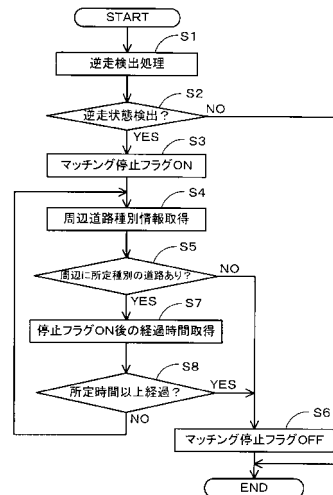 START
S1
逆走検出処理
S2
逆走状態検出?
NO
YES
S3
マッチング停止フラグON
S4
周辺道路種別情報取得
S5
周辺に所定種別の道路あり?
NO
YES
S7
停止フラグON後の経過時間取得
S8
所定時間以上経過?
YES
NO
S6
マッチング停止フラグOFF
END